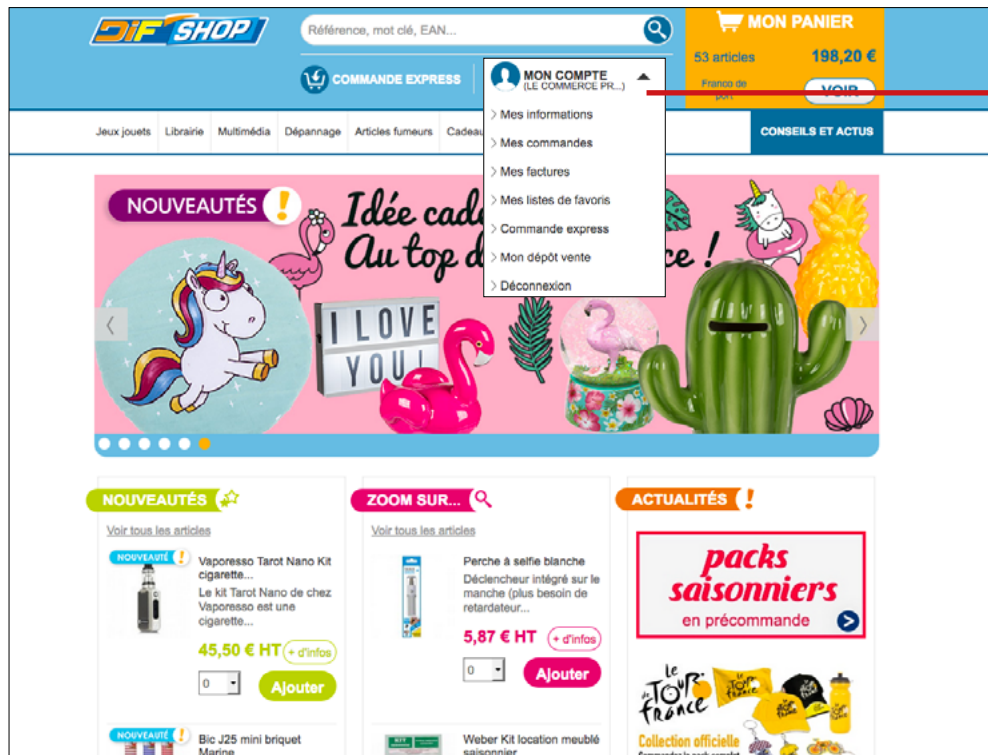 DiF SHOP
Référence, mot clé, EAN...
MON PANIER
53 articles
198,20 €
Franco de port
VOIR
COMMANDE EXPRESS
MON COMPTE
(LE COMMERCE PR...)
> Mes informations
> Mes commandes
> Mes factures
> Mes listes de favoris
> Commande express
> Mon dépôt vente
> Déconnexion
Jeux jouets Librairie Multimédia Dépannage Articles fumeurs Cadeau
CONSEILS ET ACTUS
NOUVEAUTÉS !
Idée cade
Au top d ce !
I LOVE
YOU!
NOUVEAUTÉS
Voir tous les articles
NOUVEAUTÉ !
Vaporesso Tarot Nano Kit
cigarette...
Le kit Tarot Nano de chez
Vaporesso est une
cigarette...
45,50 € HT
+ d'infos
0
Ajouter
NOUVEAUTÉ !
Bic J25 mini briquet
Marine
ZOOM SUR...
Voir tous les articles
Perche à selfie blanche
Déclencheur intégré sur le
manche (plus besoin de
retardateur...
5,87 € HT
+ d'infos
0
Ajouter
KIT
Weber Kit location meublé
saisonnier
ACTUALITÉS !
packs
saisonniers
en précommande
Le
TOUR
de
france
Collection officielle